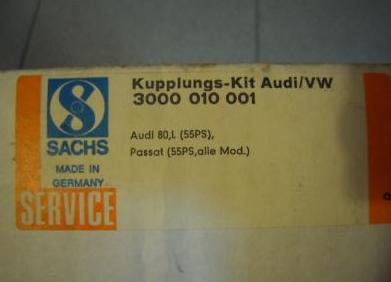 Kupplungs-Kit Audi/VW
3000 010 001
Audi 80,L (55PS),
Passat (55PS,alle Mod.)
S
SACHS
MADE IN
GERMANY
SERVICE